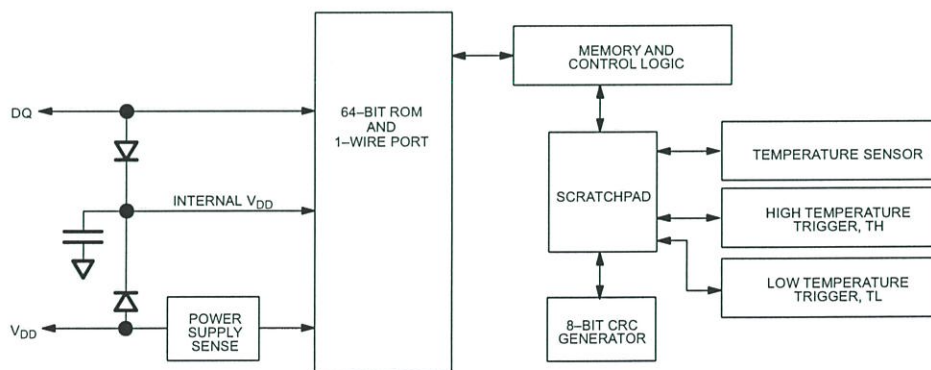 DQ
INTERNAL VDD
VDD
POWER
SUPPLY
SENSE
64–BIT ROM
AND
1–WIRE PORT
MEMORY AND
CONTROL LOGIC
SCRATCHPAD
8–BIT CRC
GENERATOR
TEMPERATURE SENSOR
HIGH TEMPERATURE
TRIGGER, TH
LOW TEMPERATURE
TRIGGER, TL